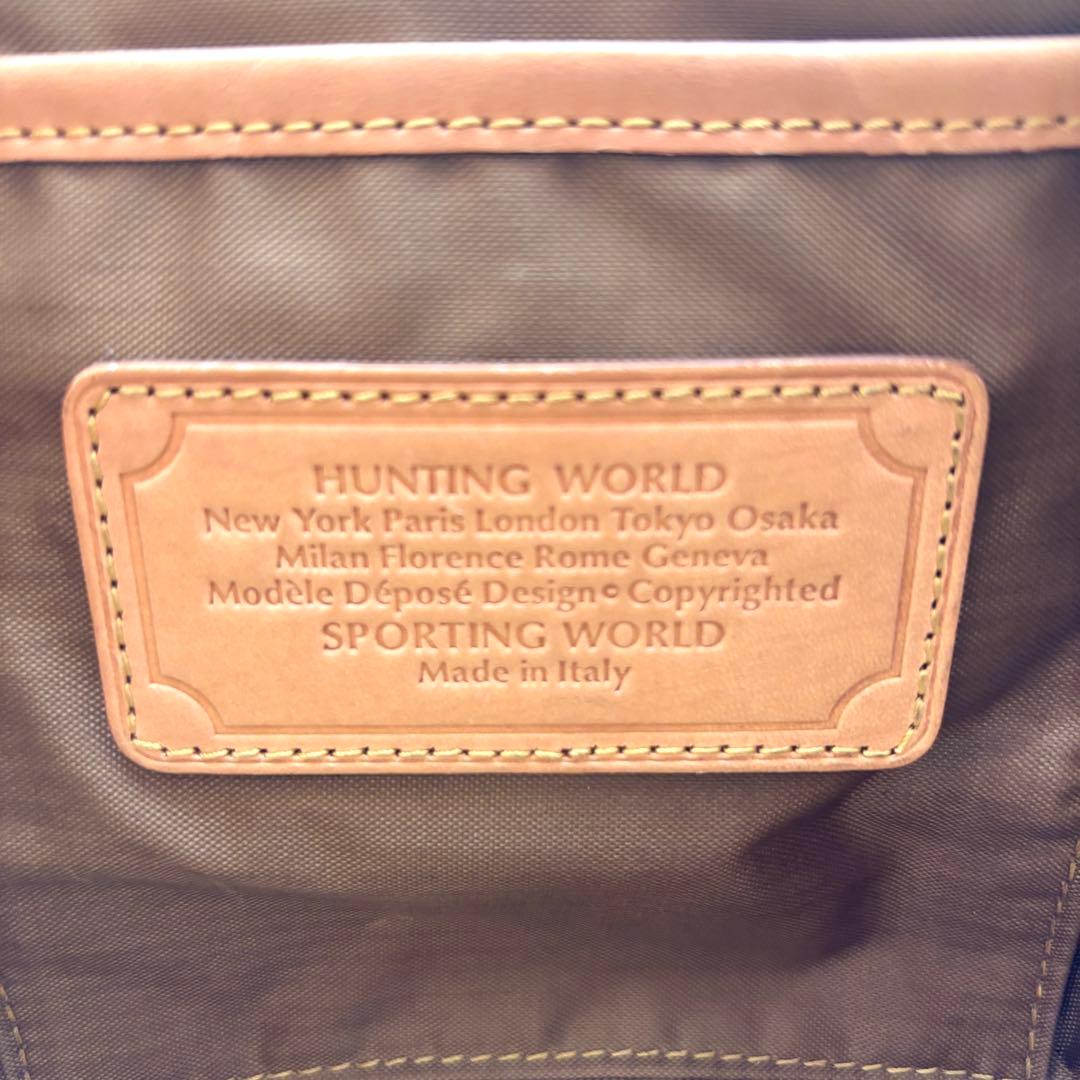 HUNTING WORLD
New York Paris London Tokyo Osaka
Milan Florence Rome Geneva
Modèle Déposé Design © Copyrighted
SPORTING WORLD
Made in Italy